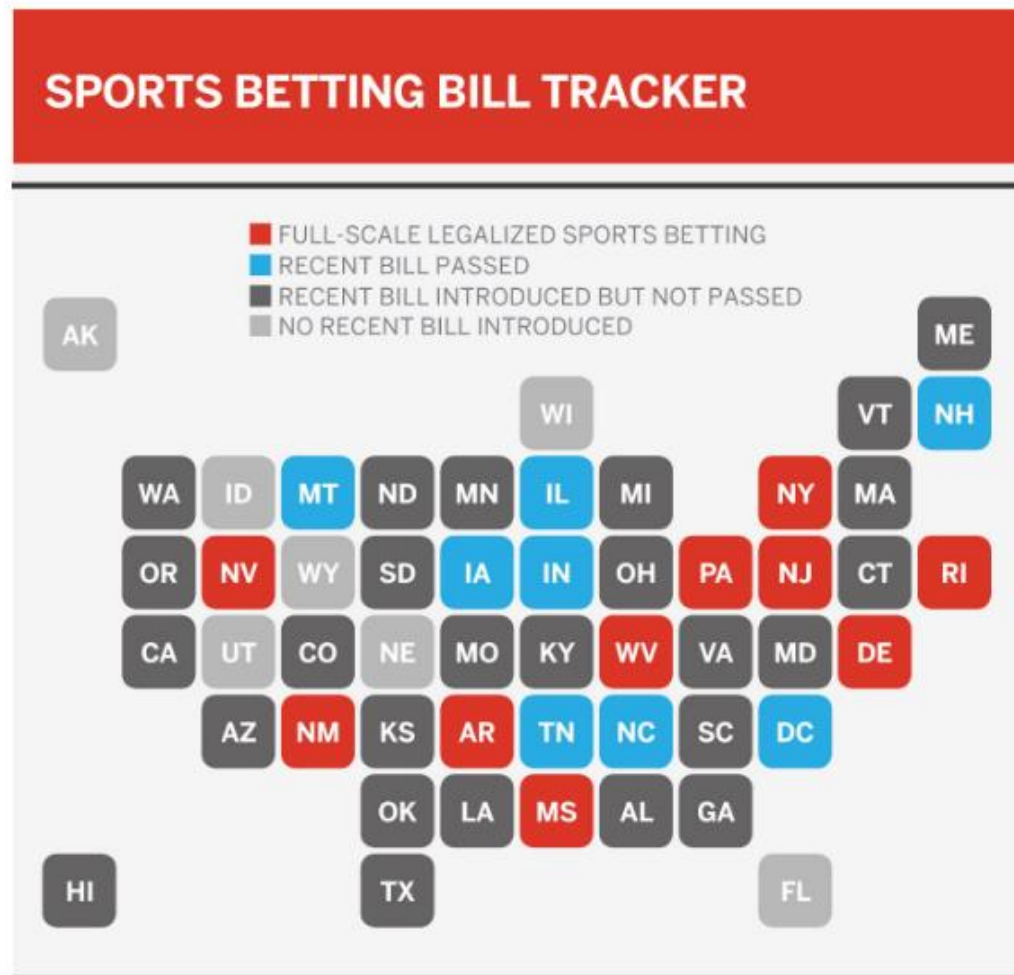 SPORTS BETTING BILL TRACKER
FULL-SCALE LEGALIZED SPORTS BETTING
RECENT BILL PASSED
RECENT BILL INTRODUCED BUT NOT PASSED
NO RECENT BILL INTRODUCED
AK ME
WI VT NH
WA ID MT ND MN IL MI NY MA
OR NV WY SD IA IN OH PA NJ CT RI
CA UT CO NE MO KY WV VA MD DE
AZ NM KS AR TN NC SC DC
OK LA MS AL GA
HI TX FL